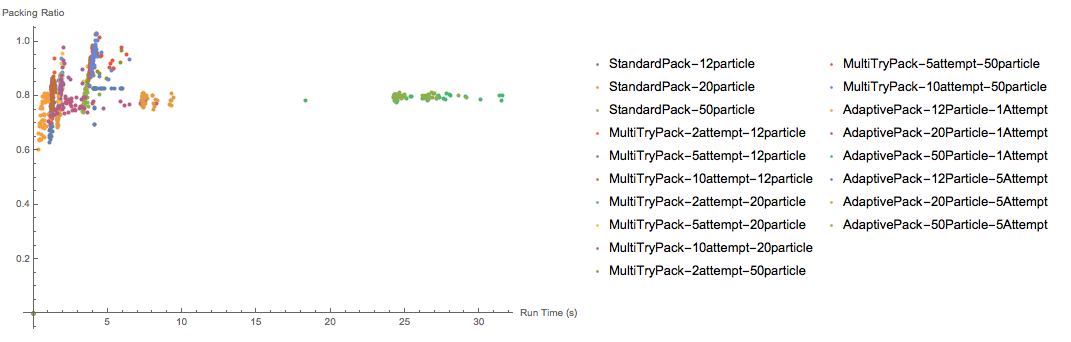 Packing Ratio
1.0
0.8
0.6
0.4
0.2
5
10
15
20
25
30
Run Time (s)
StandardPack-12particle
StandardPack-20particle
StandardPack-50particle
MultiTryPack-2attempt-12particle
MultiTryPack-5attempt-12particle
MultiTryPack-10attempt-12particle
MultiTryPack-2attempt-20particle
MultiTryPack-5attempt-20particle
MultiTryPack-10attempt-20particle
MultiTryPack-2attempt-50particle
MultiTryPack-5attempt-50particle
MultiTryPack-10attempt-50particle
AdaptivePack-12Particle-1Attempt
AdaptivePack-20Particle-1Attempt
AdaptivePack-50Particle-1Attempt
AdaptivePack-12Particle-5Attempt
AdaptivePack-20Particle-5Attempt
AdaptivePack-50Particle-5Attempt